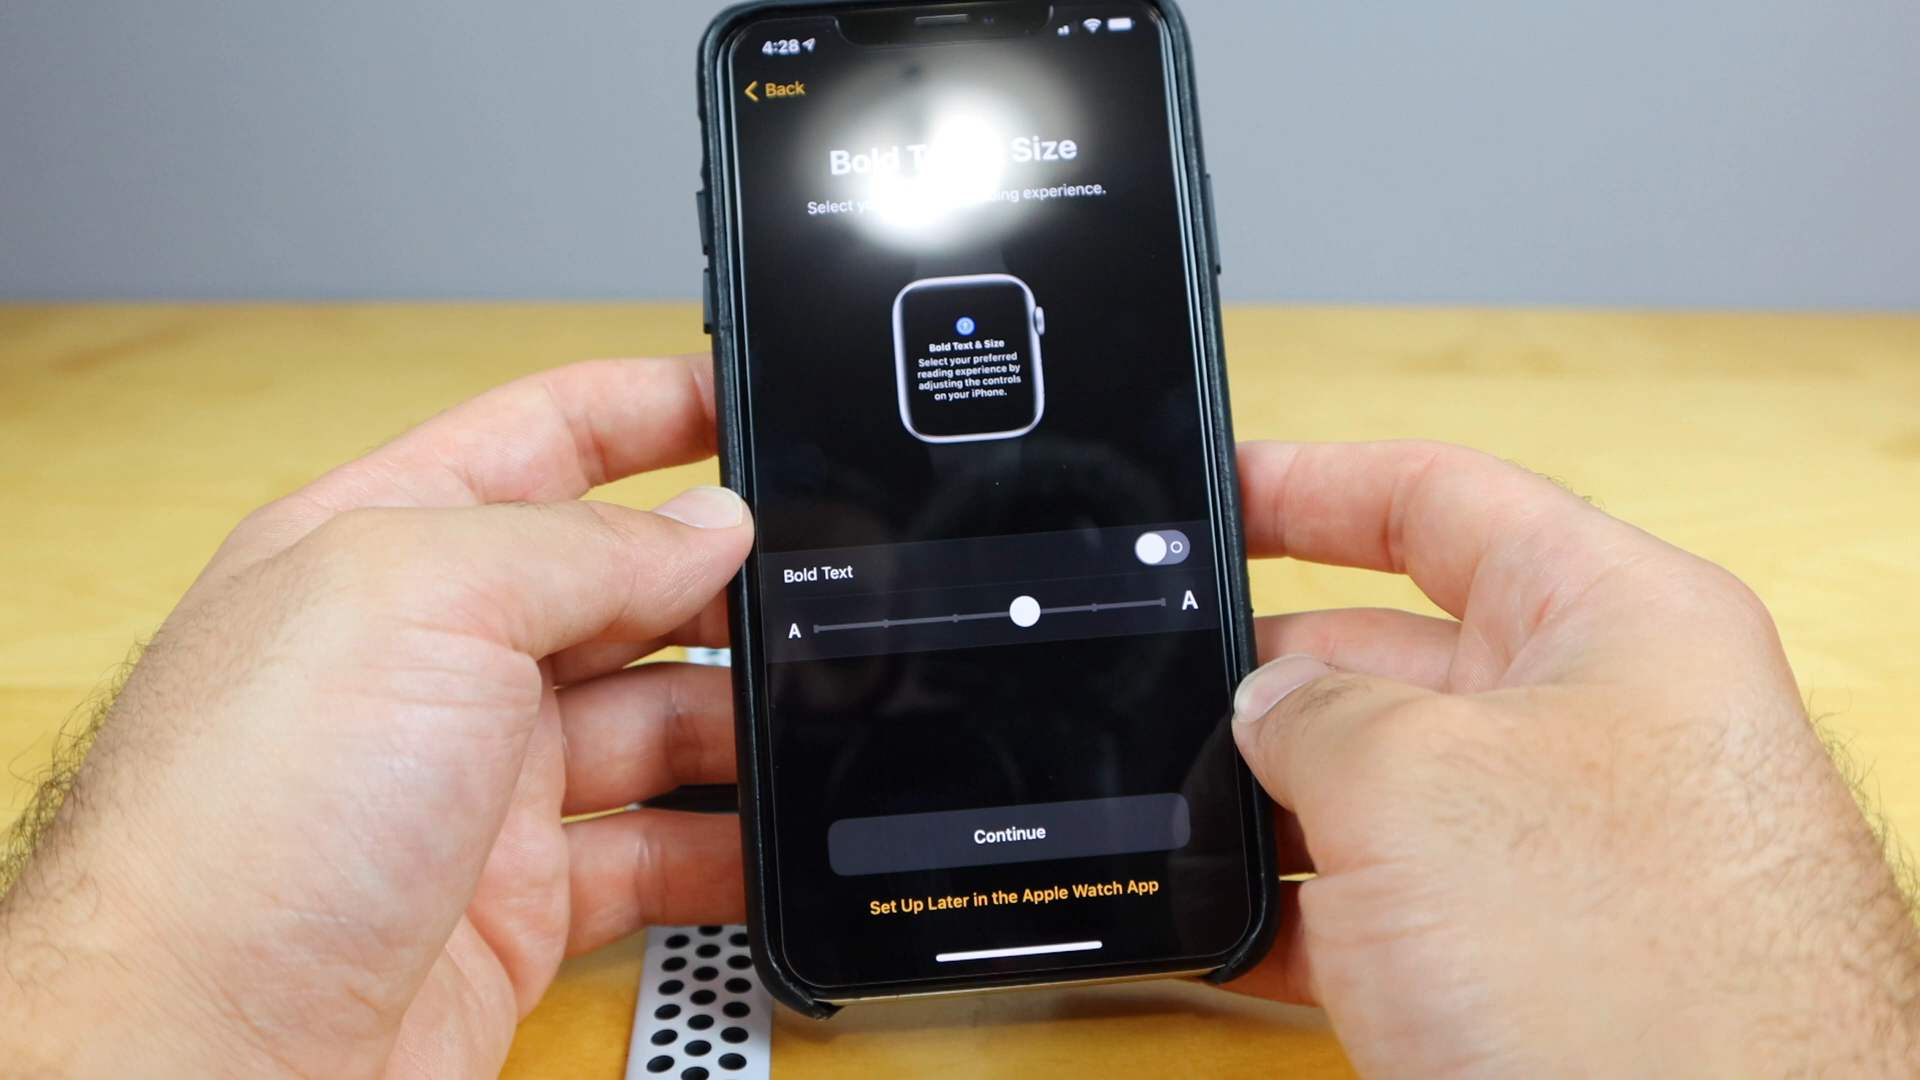 4:28
Back
Bold Size
Select experience.
Bold Text & Size
Select your preferred
reading experience by
adjusting the controls
on your iPhone.
Bold Text
A A
Continue
Set Up Later in the Apple Watch App